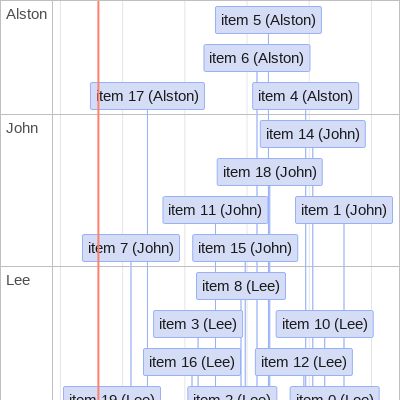 Alston
item 5 (Alston)
item 6 (Alston)
item 17 (Alston)
item 4 (Alston)
John
item 14 (John)
item 18 (John)
item 11 (John)
item 1 (John)
item 7 (John)
item 15 (John)
Lee
item 8 (Lee)
item 3 (Lee)
item 10 (Lee)
item 16 (Lee)
item 12 (Lee)
item 19 (Lee)
item 2 (Lee)
item 0 (Lee)